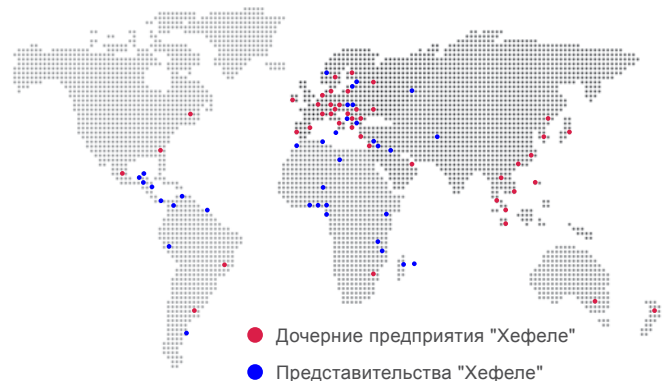 Дочерние предприятия "Хефеле"
Представительства "Хефеле"